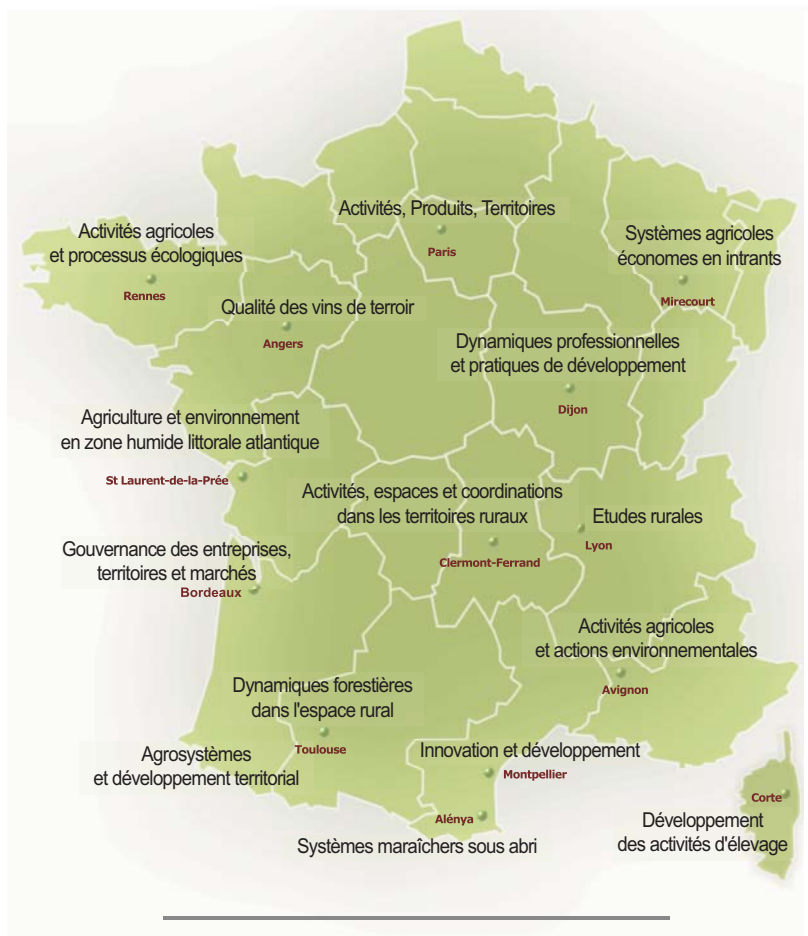 Activités, Produits, Territoires
Paris
Activités agricoles
et processus écologiques
Rennes
Systèmes agricoles
économes en intrants
Mirecourt
Qualité des vins de terroir
Angers
Dynamiques professionnelles
et pratiques de développement
Dijon
Agriculture et environnement
en zone humide littorale atlantique
St Laurent-de-la-Prée
Activités, espaces et coordinations
dans les territoires ruraux
Clermont-Ferrand
Etudes rurales
Lyon
Gouvernance des entreprises,
territoires et marchés
Bordeaux
Activités agricoles
et actions environnementales
Avignon
Dynamiques forestières
dans l'espace rural
Toulouse
Agrosystèmes
et développement territorial
Innovation et développement
Montpellier
Alénya
Systèmes maraîchers sous abri
Corte
Développement
des activités d'élevage